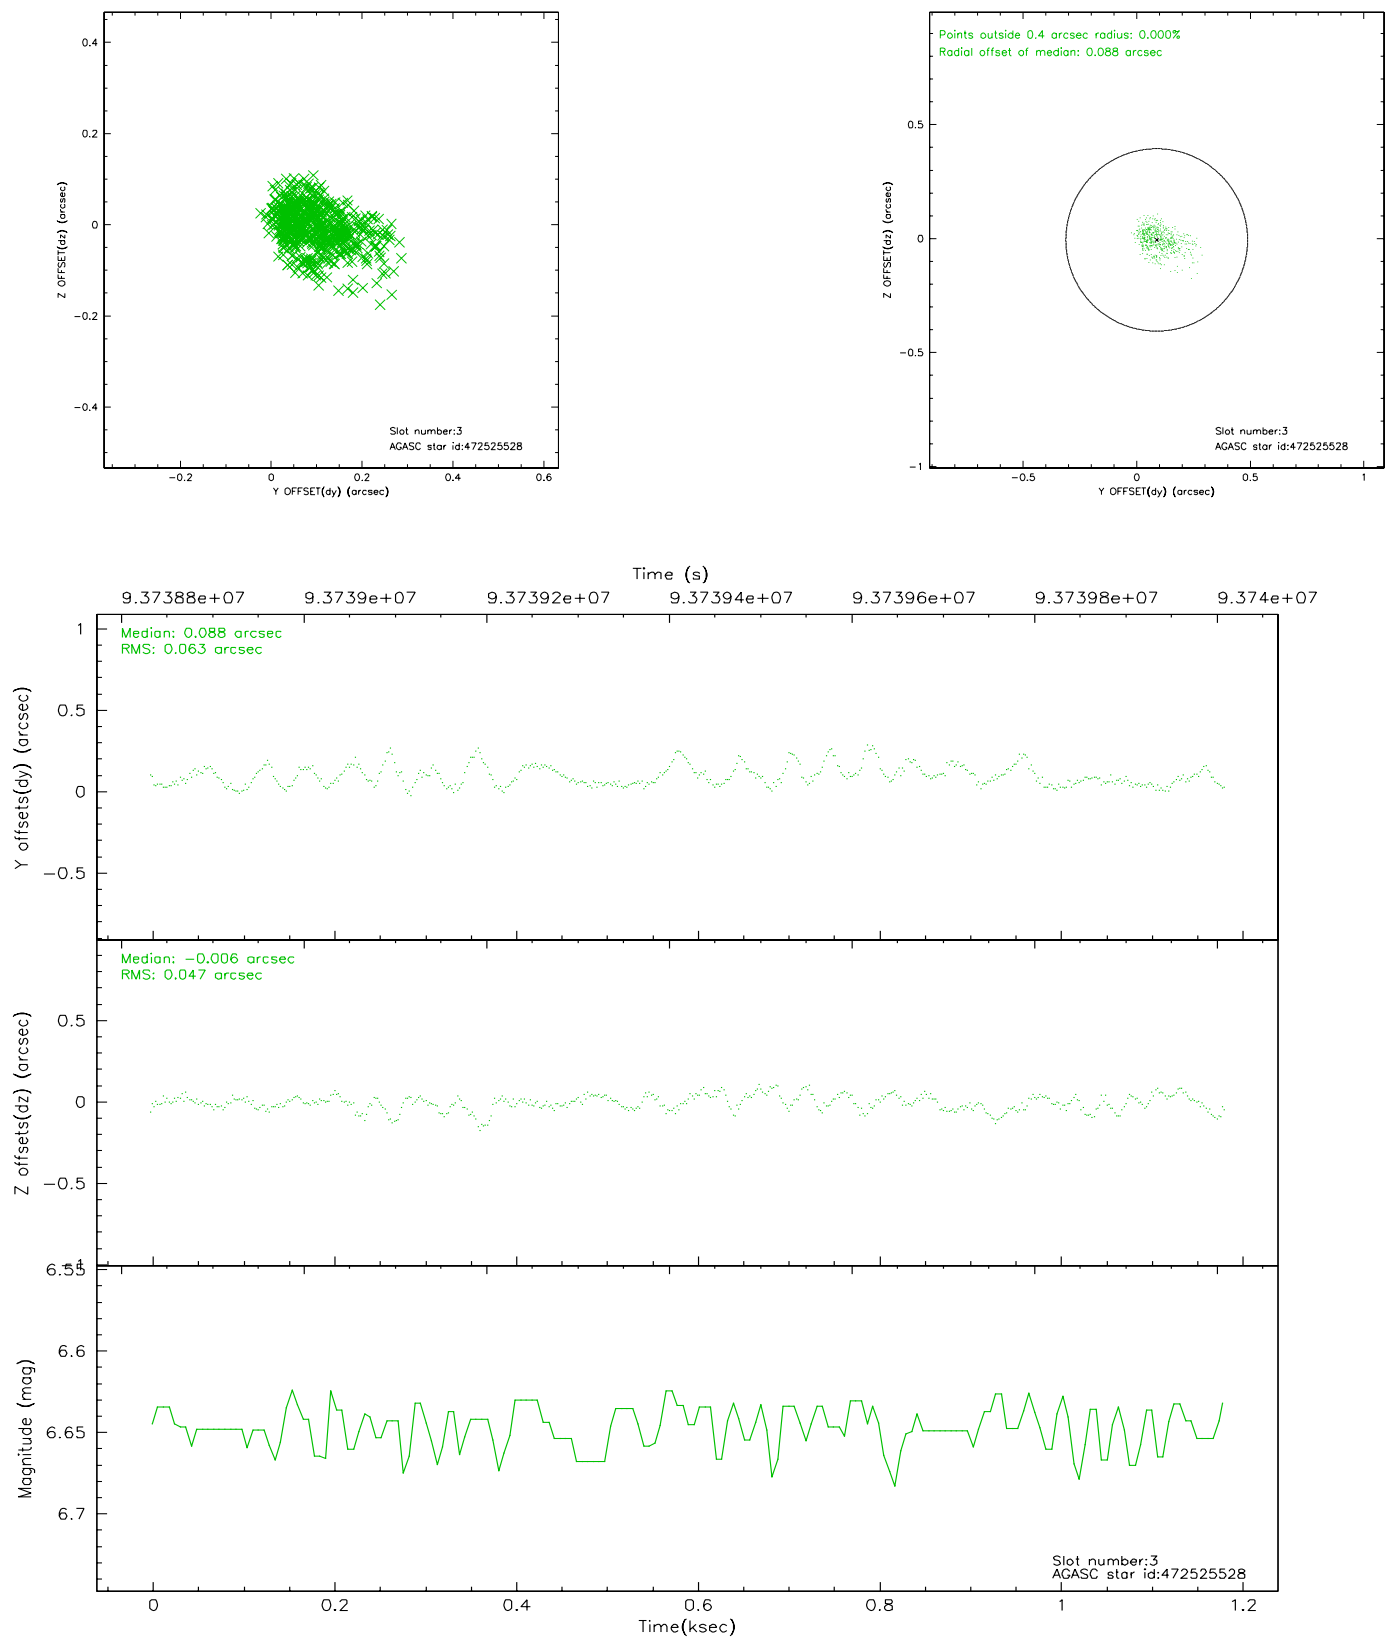 0.4
0.2
0
−0.2
−0.4
Z OFFSET(dz) (arcsec)
Slot number:3
AGASC star id:472525528
−0.2 0 0.2 0.4 0.6
Y OFFSET(dy) (arcsec)
Points outside 0.4 arcsec radius: 0.000%
Radial offset of median: 0.088 arcsec
0.5
0
−0.5
−1
Z OFFSET(dz) (arcsec)
Slot number:3
AGASC star id:472525528
−0.5 0 0.5 1
Y OFFSET(dy) (arcsec)
Time (s)
9.37388e+07 9.3739e+07 9.37392e+07 9.37394e+07 9.37396e+07 9.37398e+07 9.374e+07
Median: 0.088 arcsec
RMS: 0.063 arcsec
1
0.5
0
−0.5
Y offsets(dy) (arcsec)
Median: −0.006 arcsec
RMS: 0.047 arcsec
0.5
0
−0.5
−1
Z offsets(dz) (arcsec)
6.55
6.6
6.65
6.7
Magnitude (mag)
Slot number:3
AGASC star id:472525528
0 0.2 0.4 0.6 0.8 1 1.2
Time(ksec)